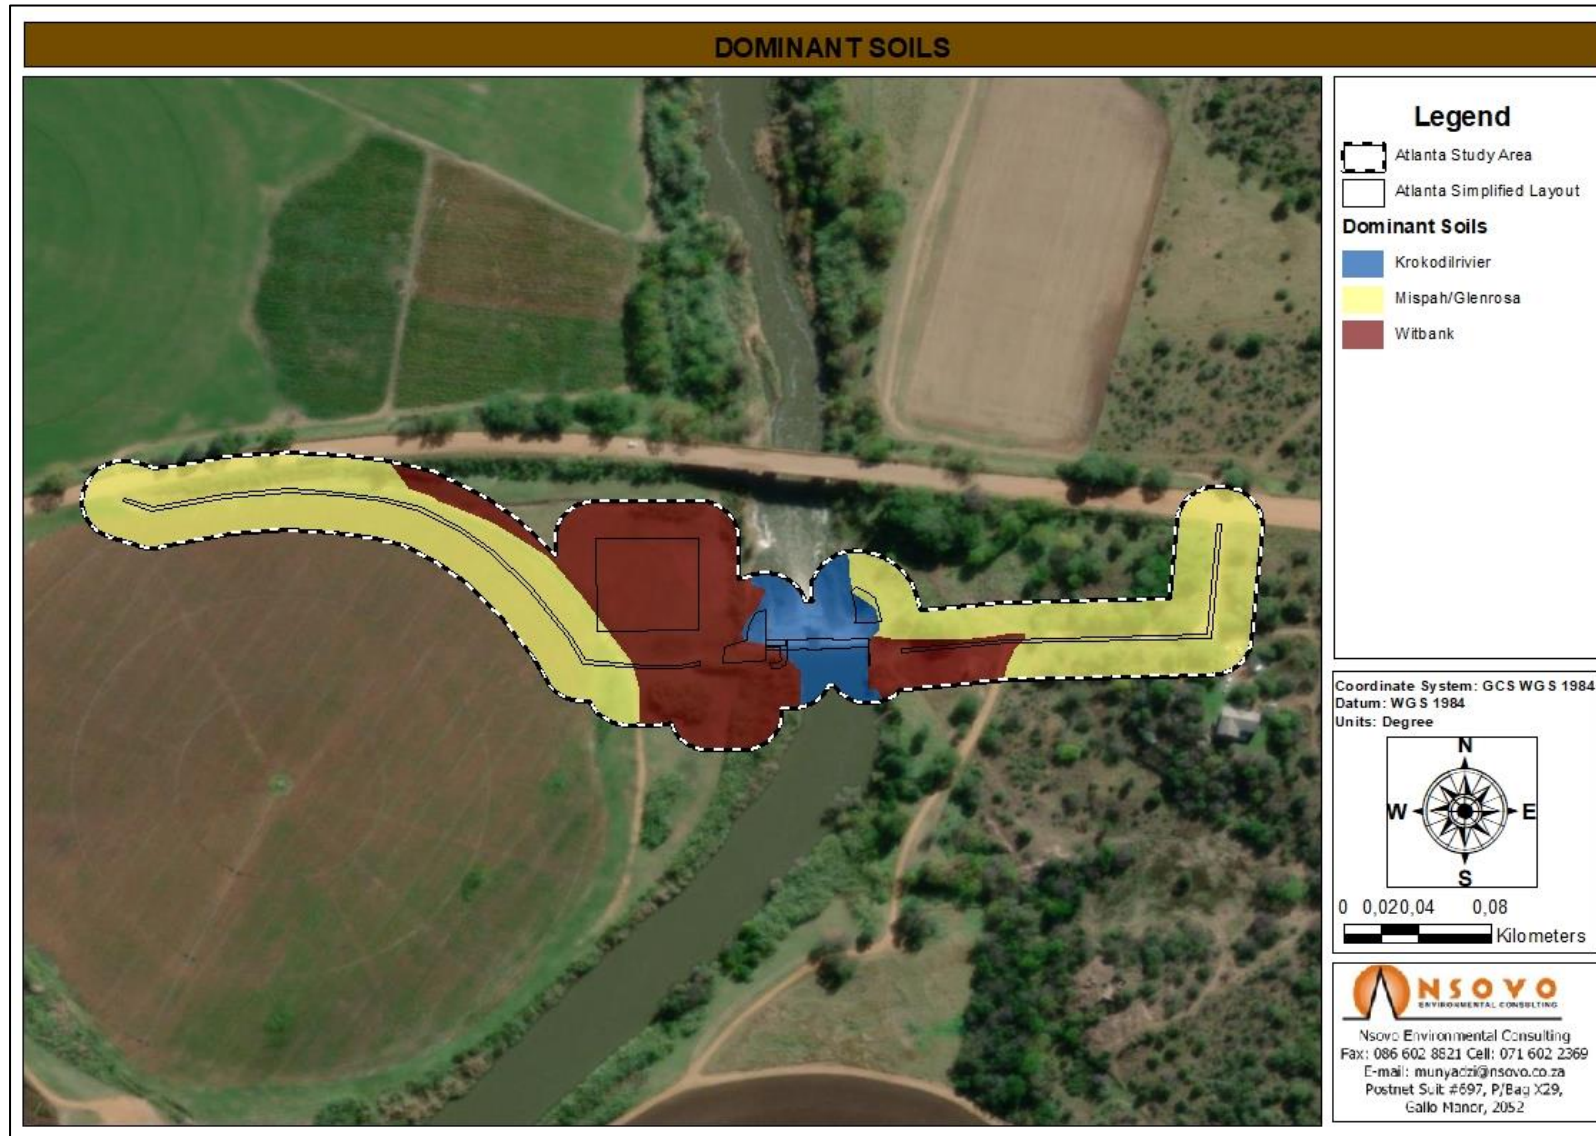 DOMINANT SOILS
Legend
Atlanta Study Area
Atlanta Simplified Layout
Dominant Soils
Krokodilrivier
Mispah/Glenrosa
Witbank
Coordinate System: GCS WGS 1984
Datum: WGS 1984
Units: Degree
N
W E
S
0 0,020,04 0,08
Kilometers
NSOVO
ENVIRONMENTAL CONSULTING
Nsovo Environmental Consulting
Fax: 086 602 8821 Cell: 071 602 2369
E-mail: munyadzi@nsovo.co.za
Postnet Suit #697, P/Bag X29,
Gallo Manor, 2052